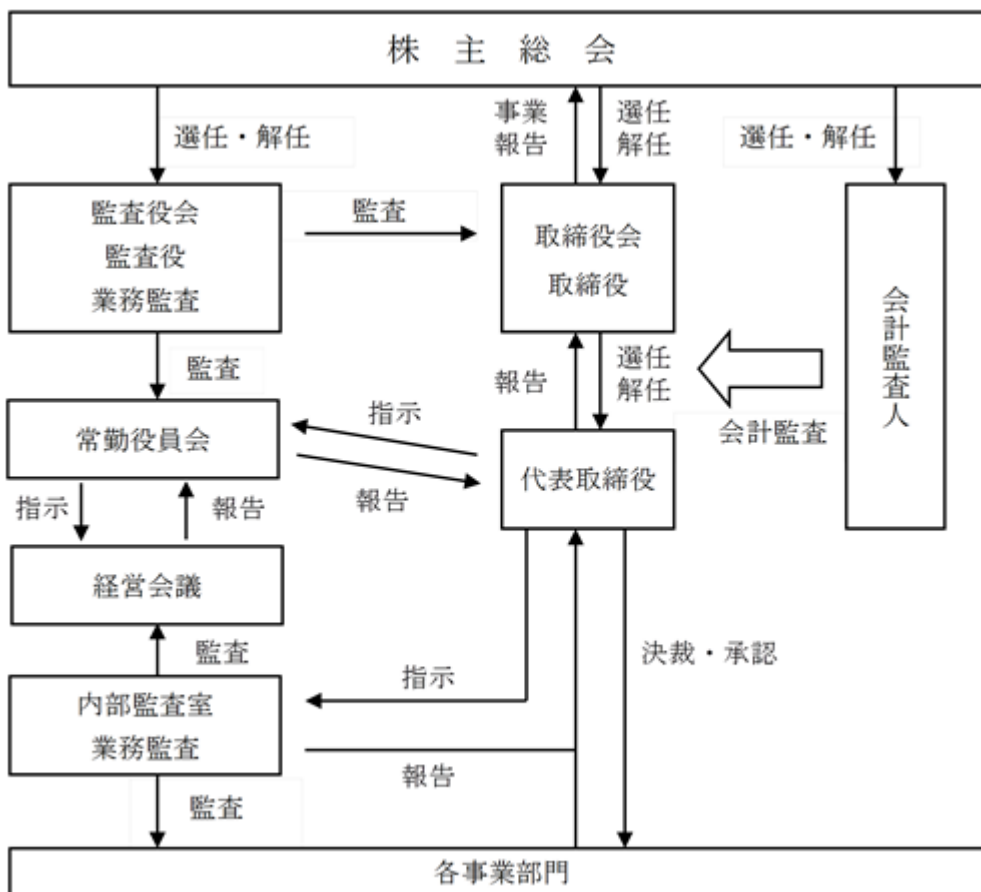 株主総会
選任・解任
事業
報告
選任
解任
選任・解任
監査役会
監査役
業務監査
監査
取締役会
取締役
会計監査人
監査
報告
選任
解任
会計監査
常勤役員会
指示
報告
代表取締役
指示
報告
経営会議
監査
内部監査室
業務監査
指示
報告
決裁・承認
監査
各事業部門